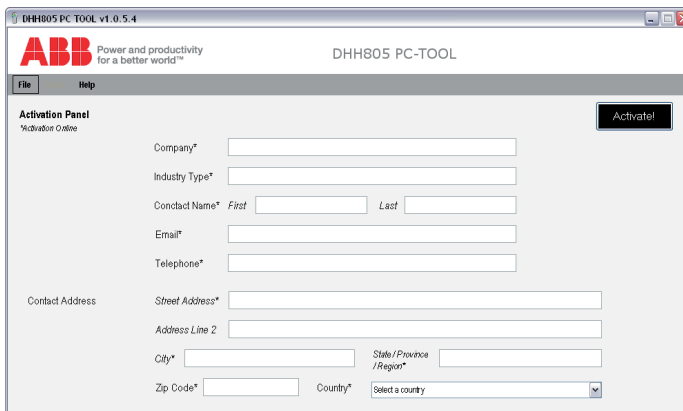 DHH805 PC TOOL v1.0.5.4
ABB Power and productivity
for a better world™
DHH805 PC-TOOL
File Help
Activation Panel
*Activation Online
Activate!
Company*
Industry Type*
Conctact Name* First Last
Email*
Telephone*
Contact Address Street Address*
Address Line 2
City* State / Province
/ Region*
Zip Code* Country* Select a country